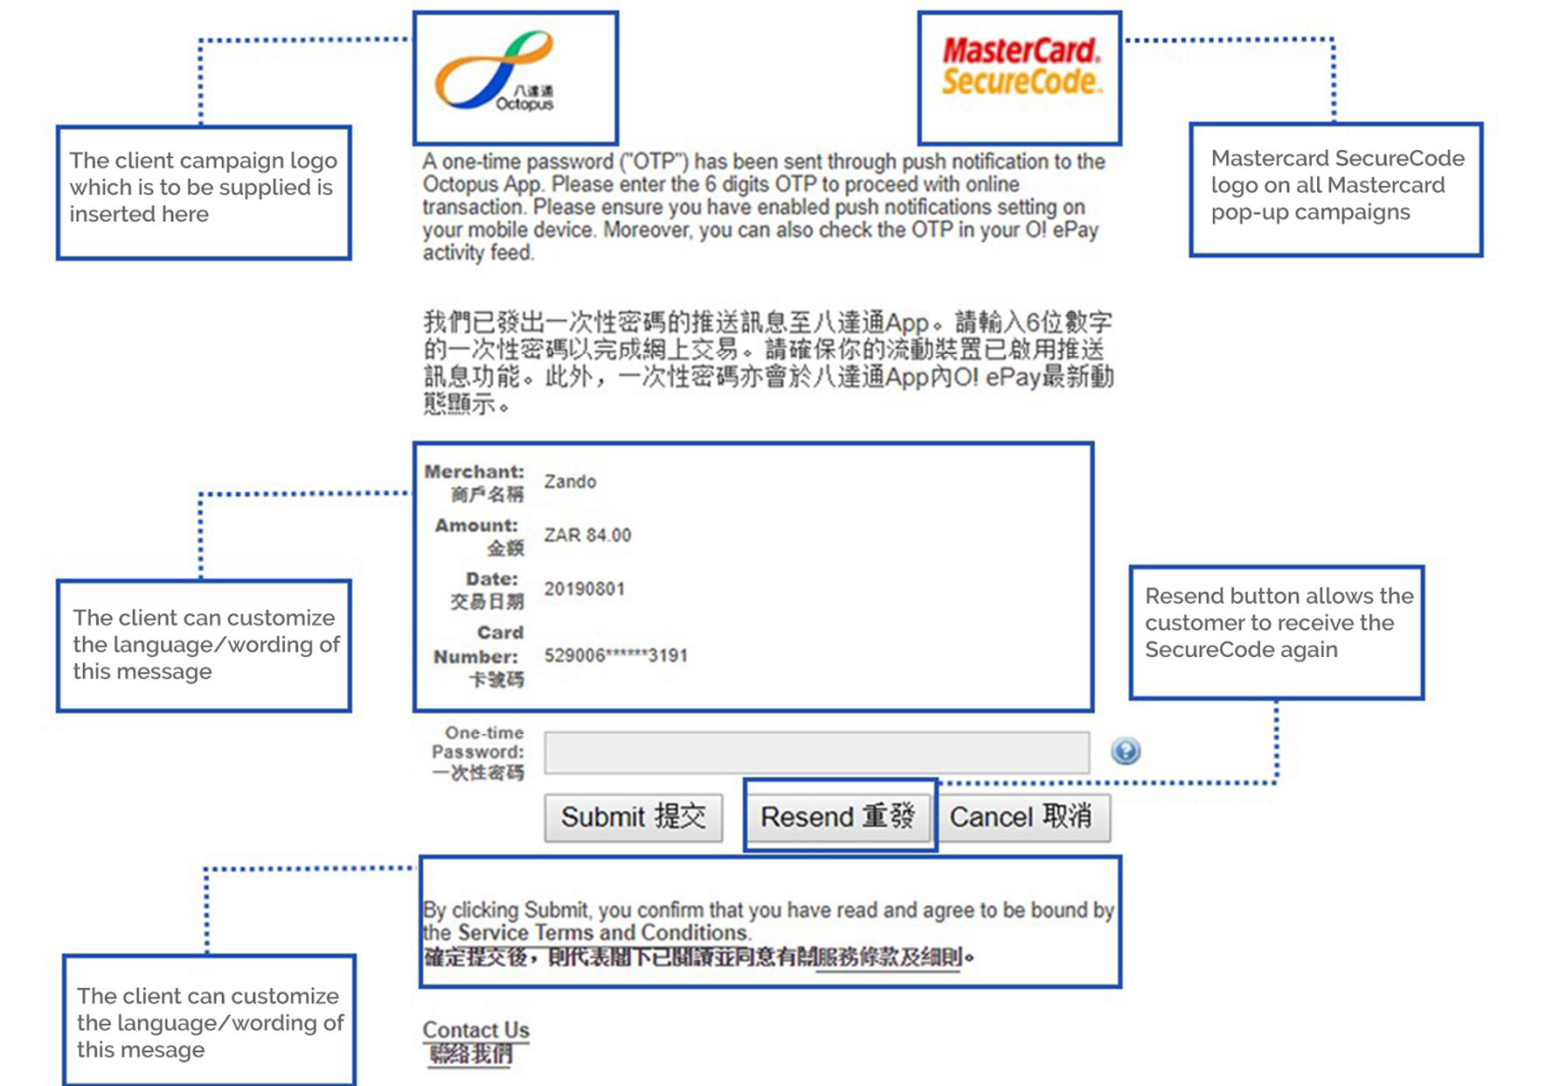 八達通
Octopus
MasterCard.
SecureCode.
The client campaign logo
which is to be supplied is
inserted here
Mastercard SecureCode
logo on all Mastercard
pop-up campaigns
A one-time password ("OTP") has been sent through push notification to the
Octopus App. Please enter the 6 digits OTP to proceed with online
transaction. Please ensure you have enabled push notifications setting on
your mobile device. Moreover, you can also check the OTP in your O! ePay
activity feed.
我們已發出一次性密碼的推送訊息至八達通App。請輸入6位數字
的一次性密碼以完成網上交易。請確保你的流動裝置已啟用推送
訊息功能。此外，一次性密碼亦會於八達通App內O! ePay最新動
態顯示。
Merchant:
商戶名稱
Zando
Amount:
金額
ZAR 84.00
Date:
交易日期
20190801
Card
Number:
卡號碼
529006******3191
The client can customize
the language/wording of
this message
Resend button allows the
customer to receive the
SecureCode again
One-time
Password:
一次性密碼
?
Submit 提交
Resend 重發
Cancel 取消
By clicking Submit, you confirm that you have read and agree to be bound by
the Service Terms and Conditions.
確定提交後，則代表閣下已閱讀並同意有關服務條款及細則。
The client can customize
the language/wording of
this mesage
Contact Us
聯絡我們